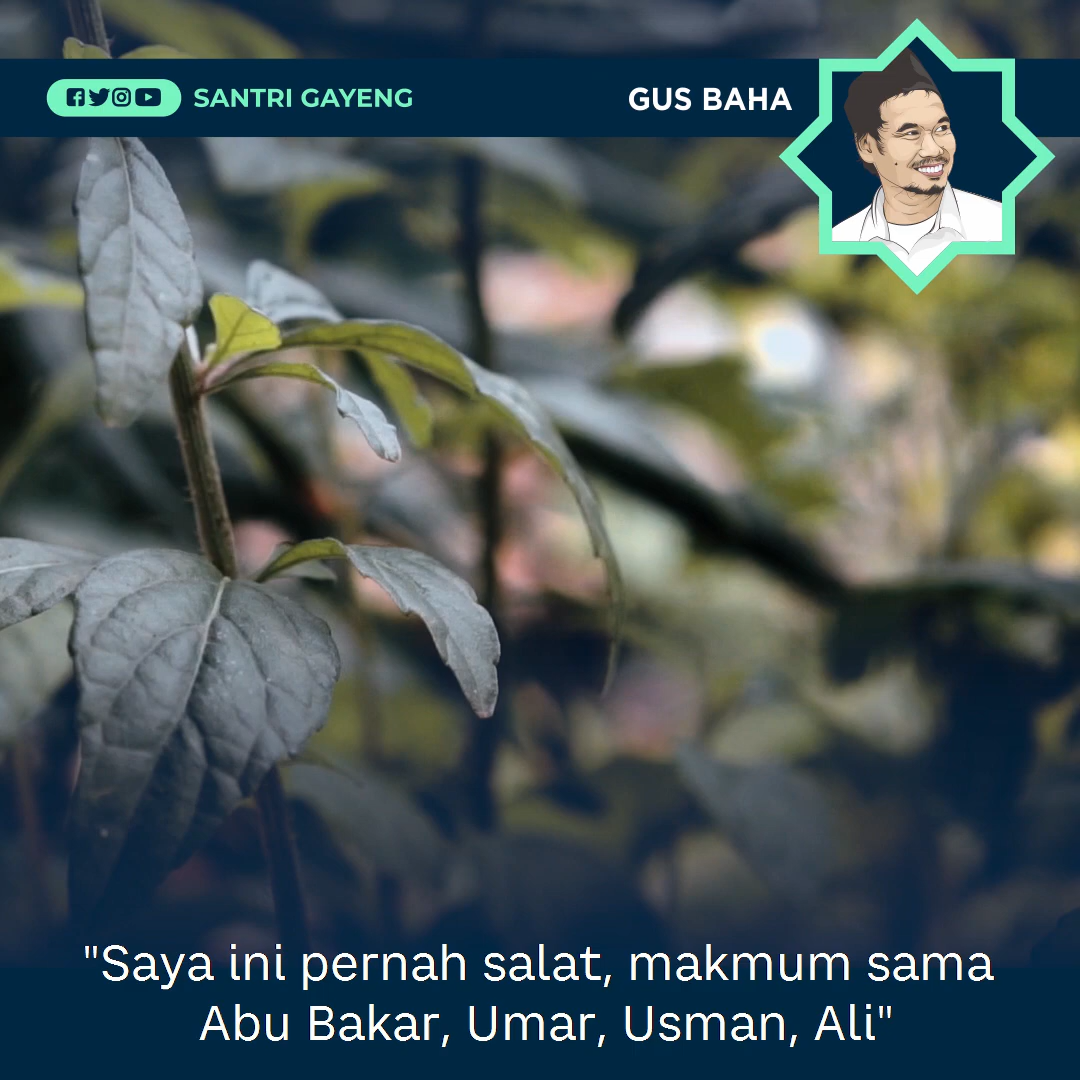 SANTRI GAYENG
GUS BAHA
"Saya ini pernah salat, makmum sama
Abu Bakar, Umar, Usman, Ali"